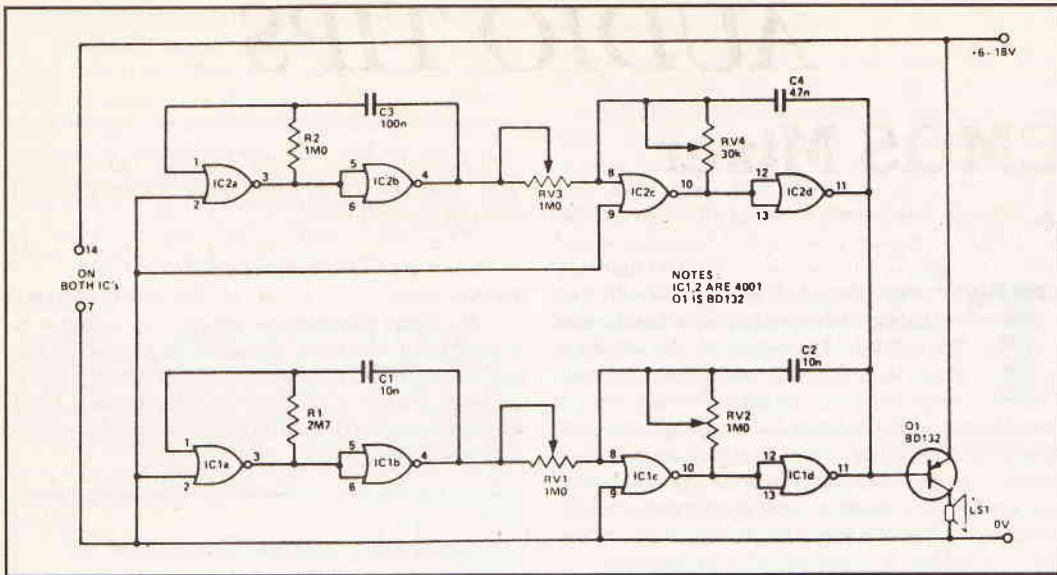 +6-18V
C4
47n
C3
100n
R2
1M0
RV4
30k
1
2
IC2a
3
5
6
IC2b
4
RV3
1M0
8
9
IC2c
10
12
13
IC2d
11
14
ON
BOTH IC's
7
NOTES
IC1,2 ARE 4001
Q1 IS BD132
C1
10n
C2
10n
R1
2M7
RV2
1M0
1
2
IC1a
3
5
6
IC1b
4
RV1
1M0
8
9
IC1c
10
12
13
IC1d
11
Q1
BD132
LS1
0V